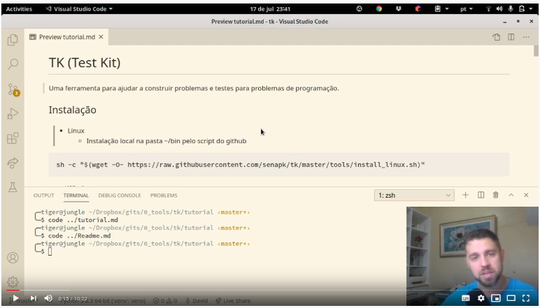 Activities
Visual Studio Code
17 de jul 23:41
pt
Preview tutorial.md - tk - Visual Studio Code
Preview tutorial.md
TK (Test Kit)
Uma ferramenta para ajudar a construir problemas e testes para problemas de programação.
Instalação
Linux
Instalação local na pasta ~/bin pelo script do github
sh -c "$(wget -O- https://raw.githubusercontent.com/senapk/tk/master/tools/install_linux.sh)"
OUTPUT TERMINAL DEBUG CONSOLE PROBLEMS
1: zsh
tiger@jungle ~/Dropbox/gits/0_tools/tk/tutorial ‹master*›
$ code ../tutorial.md
tiger@jungle ~/Dropbox/gits/0_tools/tk/tutorial ‹master*›
$ code ../Readme.md
tiger@jungle ~/Dropbox/gits/0_tools/tk/tutorial ‹master*›
$
David
Live Share